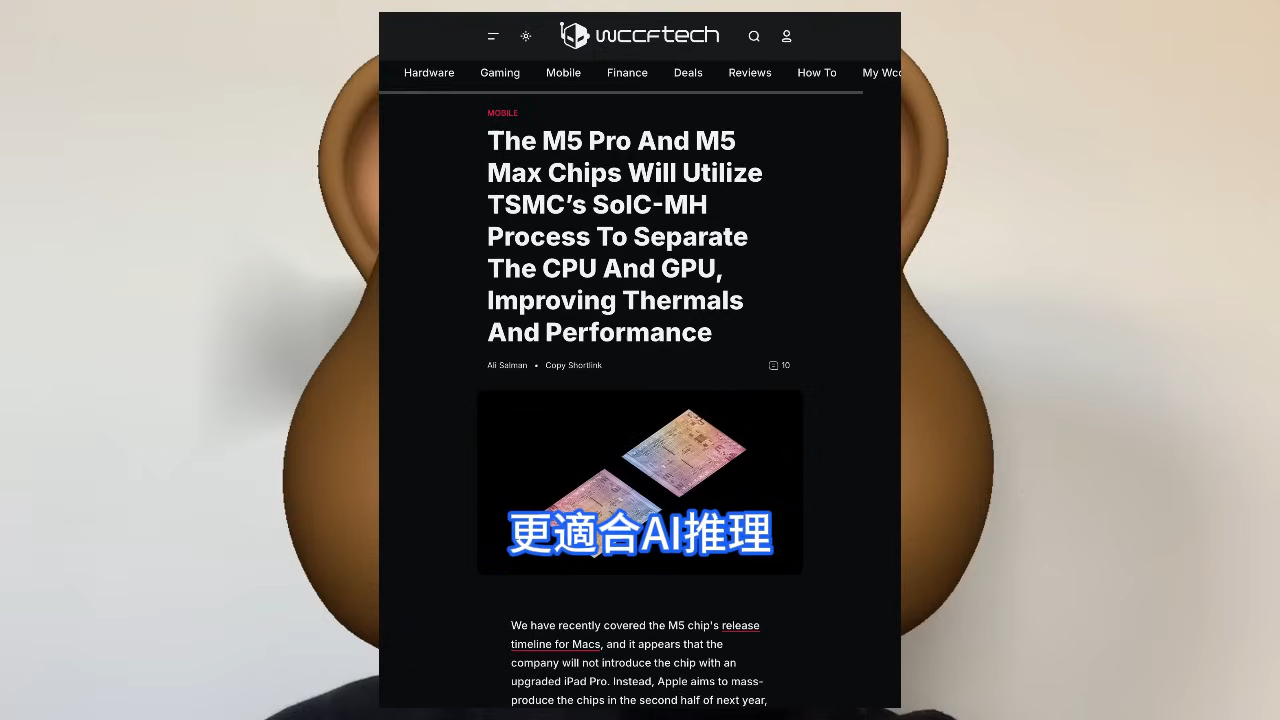 wccftech
Hardware Gaming Mobile Finance Deals Reviews How To My Wcc
MOBILE
The M5 Pro And M5
Max Chips Will Utilize
TSMC’s SoIC-MH
Process To Separate
The CPU And GPU,
Improving Thermals
And Performance
Ali Salman • Copy Shortlink 10
更適合AI推理
We have recently covered the M5 chip's release
timeline for Macs, and it appears that the
company will not introduce the chip with an
upgraded iPad Pro. Instead, Apple aims to mass-
produce the chips in the second half of next year,